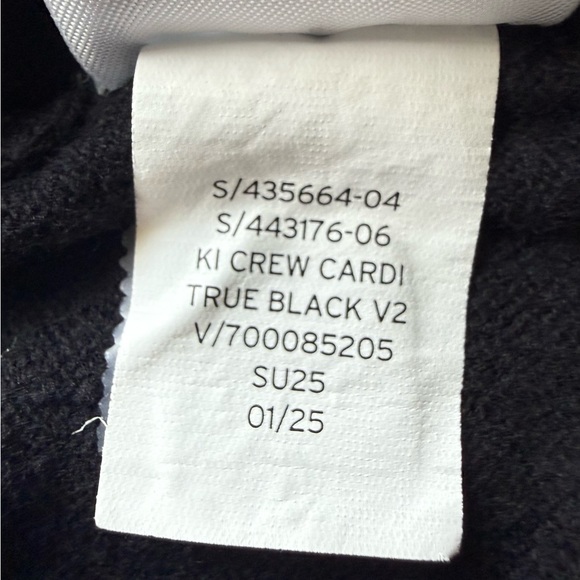 S/435664-04
S/443176-06
KI CREW CARDI
TRUE BLACK V2
V/700085205
SU25
01/25